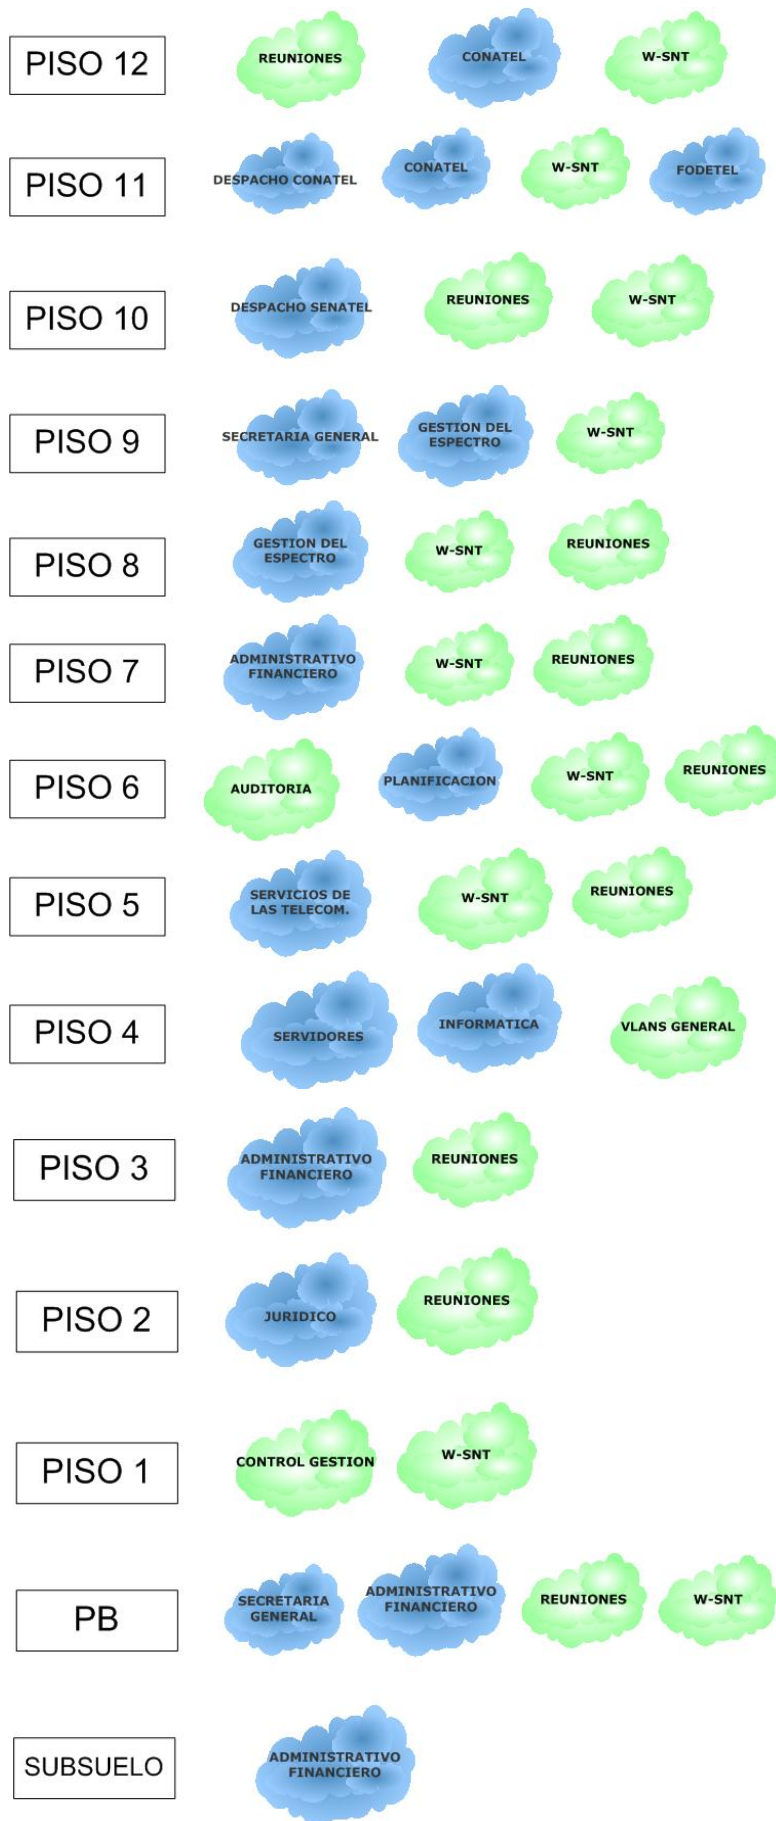 PISO 12
REUNIONES
CONATEL
W-SNT
PISO 11
DESPACHO CONATEL
CONATEL
W-SNT
FODETEL
PISO 10
DESPACHO SENATEL
REUNIONES
W-SNT
PISO 9
SECRETARIA GENERAL
GESTION DEL
ESPECTRO
W-SNT
PISO 8
GESTION DEL
ESPECTRO
W-SNT
REUNIONES
PISO 7
ADMINISTRATIVO
FINANCIERO
W-SNT
REUNIONES
PISO 6
AUDITORIA
PLANIFICACION
W-SNT
REUNIONES
PISO 5
SERVICIOS DE
LAS TELECOM.
W-SNT
REUNIONES
PISO 4
SERVIDORES
INFORMATICA
VLANS GENERAL
PISO 3
ADMINISTRATIVO
FINANCIERO
REUNIONES
PISO 2
JURIDICO
REUNIONES
PISO 1
CONTROL GESTION
W-SNT
PB
SECRETARIA
GENERAL
ADMINISTRATIVO
FINANCIERO
REUNIONES
W-SNT
SUBSUELO
ADMINISTRATIVO
FINANCIERO